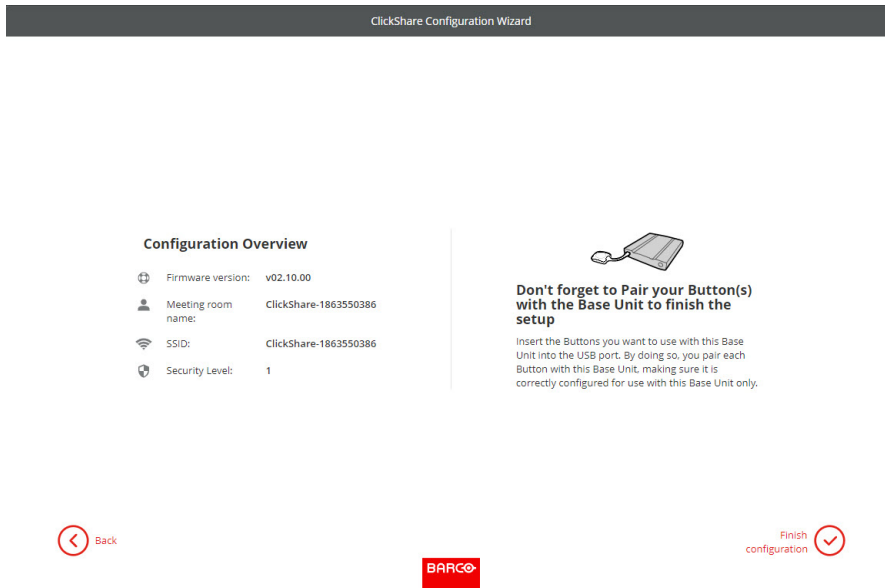 ClickShare Configuration Wizard
Configuration Overview
Firmware version: v02.10.00
Meeting room ClickShare-1863550386
name:
SSID: ClickShare-1863550386
Security Level: 1
Don't forget to Pair your Button(s)
with the Base Unit to finish the
setup
Insert the Buttons you want to use with this Base
Unit into the USB port. By doing so, you pair each
Button with this Base Unit, making sure it is
correctly configured for use with this Base Unit only.
Back
Finish
configuration
BARCO